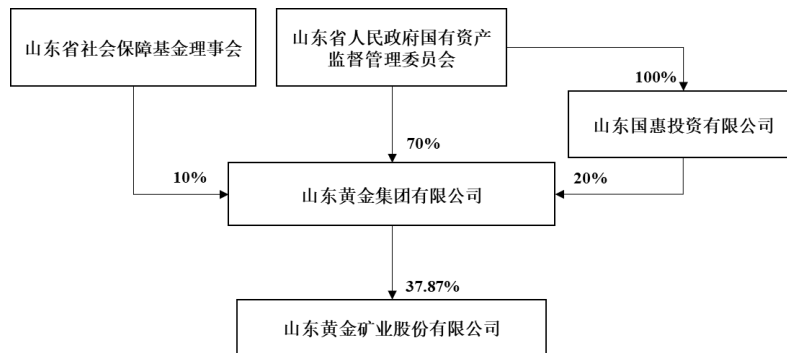 山东省社会保障基金理事会
山东省人民政府国有资产
监督管理委员会
100%
山东国惠投资有限公司
70%
10%
20%
山东黄金集团有限公司
37.87%
山东黄金矿业股份有限公司